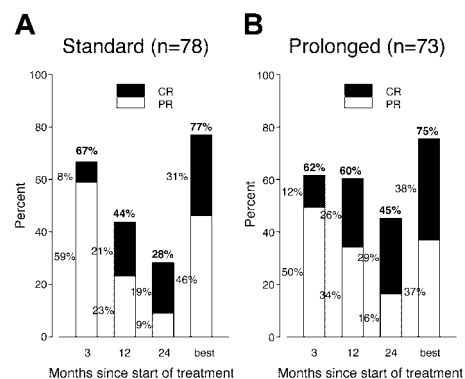 A
Standard (n=78)
100
80
60
40
20
0
Percent
CR
PR
67%
8%
59%
44%
21%
23%
28%
19%
9%
77%
31%
46%
3 12 24 best
Months since start of treatment
B
Prolonged (n=73)
100
80
60
40
20
0
Percent
CR
PR
62%
12%
50%
60%
26%
34%
45%
29%
16%
75%
38%
37%
3 12 24 best
Months since start of treatment